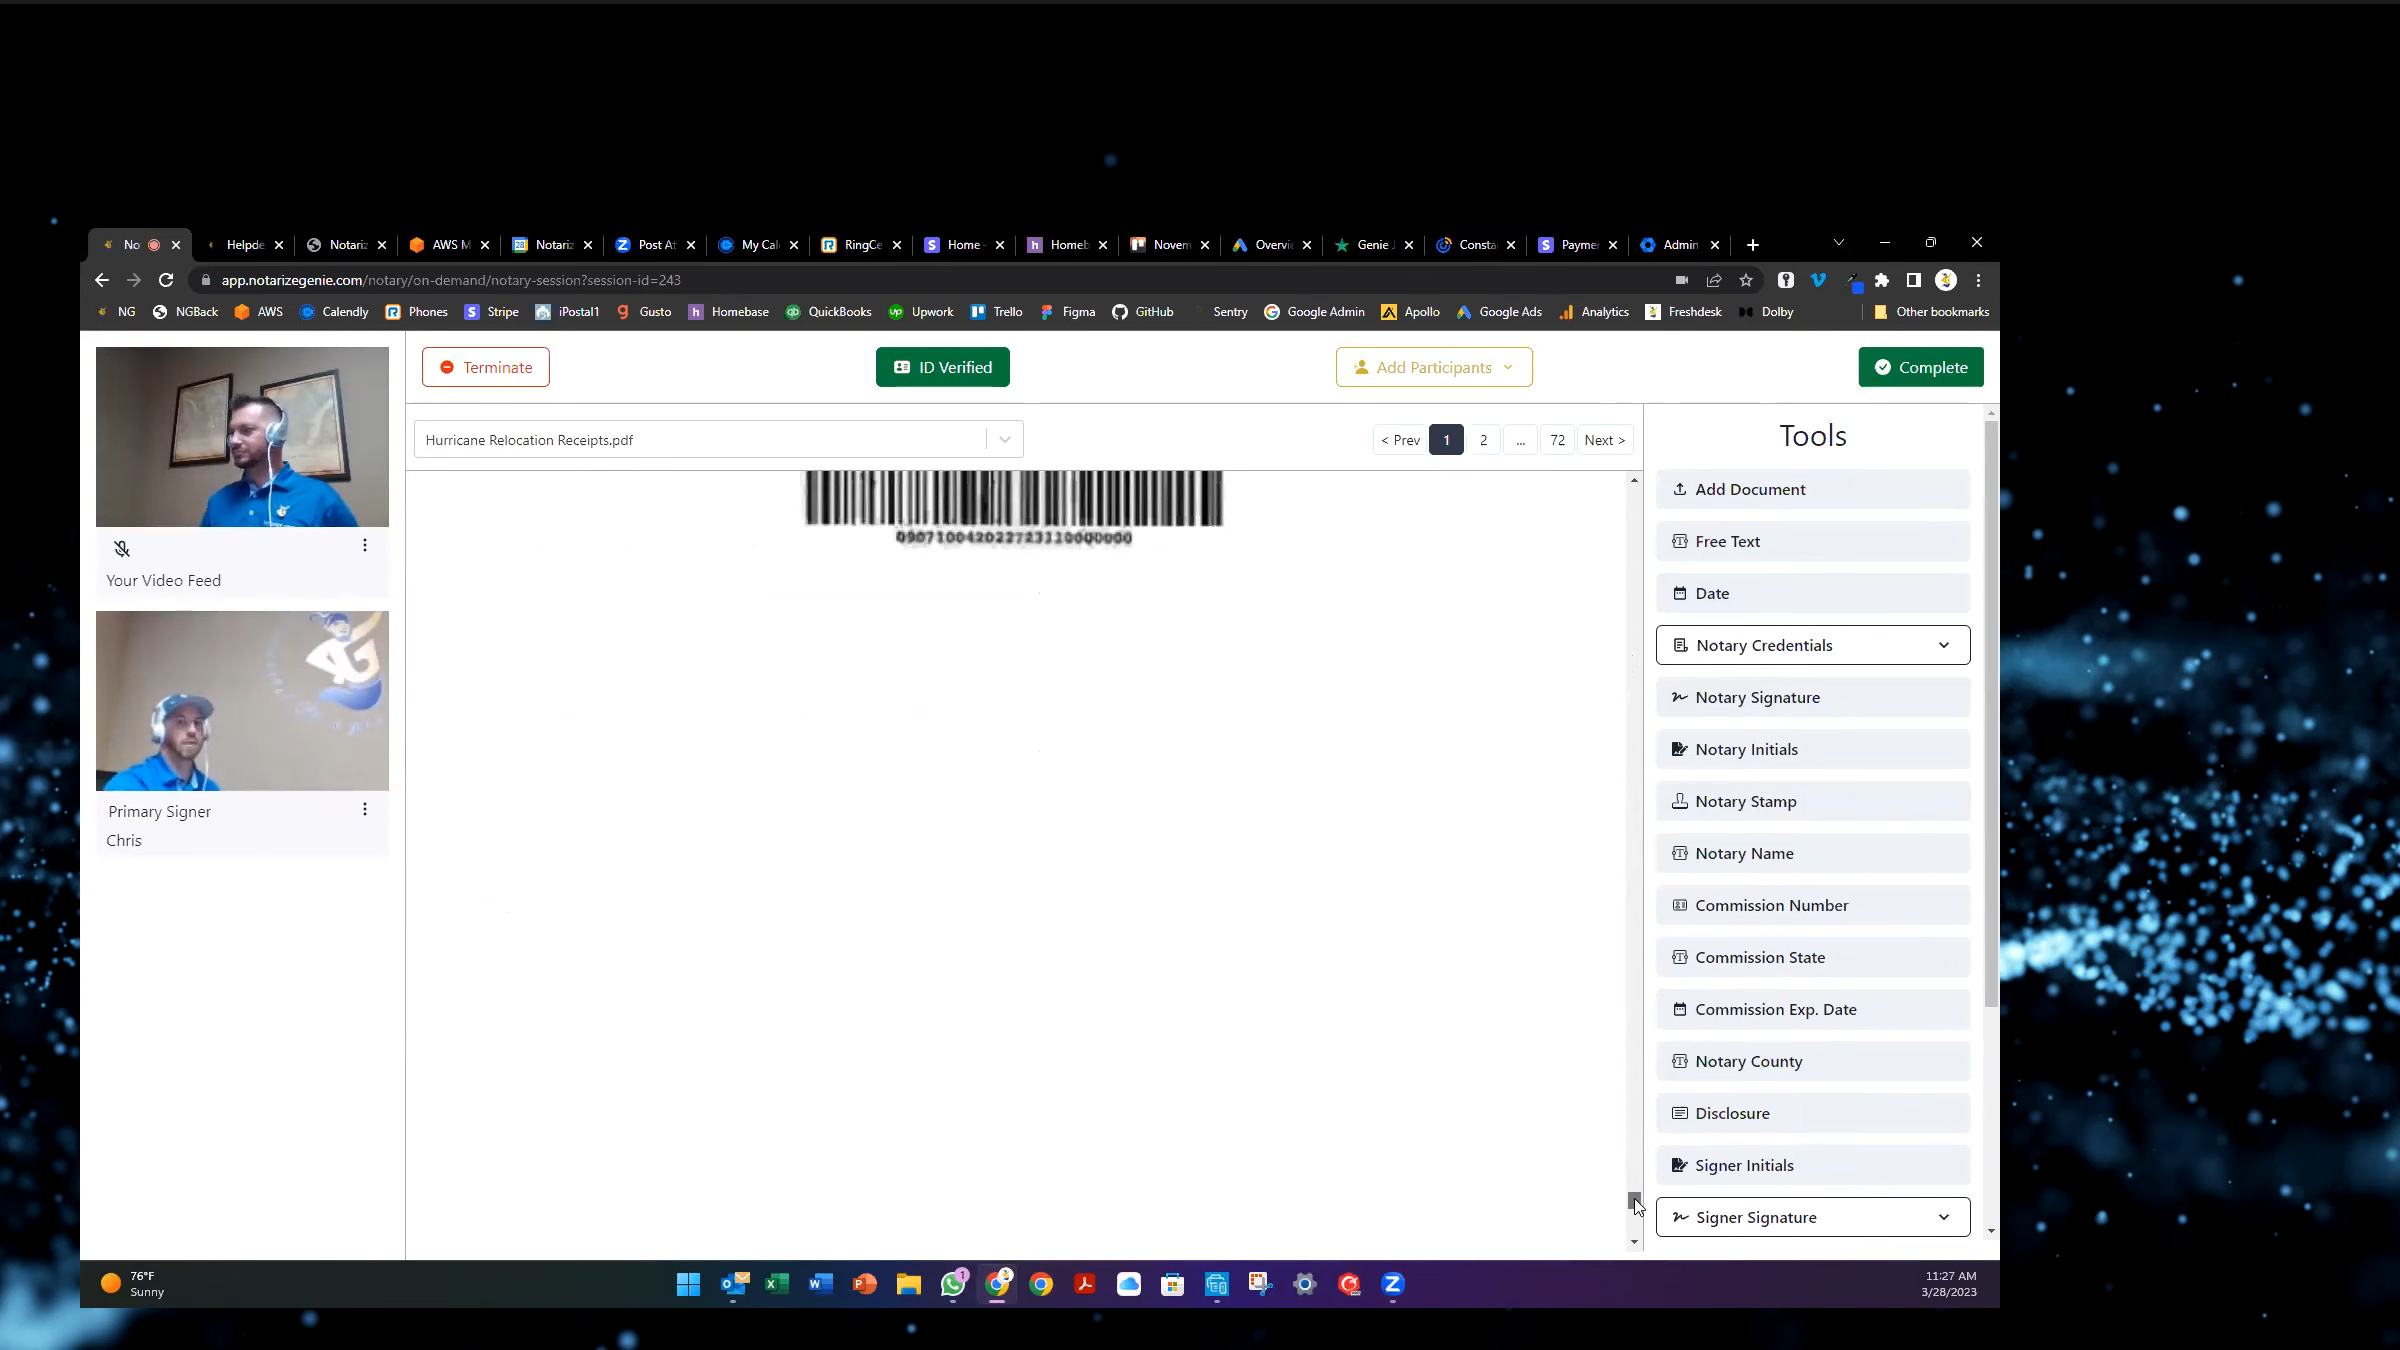 No
Helpde
Notariz
AWS M
Notariz
Post At
My Cal
RingCe
Home -
Homeb
Novem
Overvie
Genie J
Consta
Payme
Admin
app.notarizegenie.com/notary/on-demand/notary-session?session-id=243
NG
NGBack
AWS
Calendly
Phones
Stripe
iPostal1
Gusto
Homebase
QuickBooks
Upwork
Trello
Figma
GitHub
Sentry
Google Admin
Apollo
Google Ads
Analytics
Freshdesk
Dolby
Other bookmarks
Terminate
ID Verified
Add Participants
Complete
Hurricane Relocation Receipts.pdf
< Prev 1 2 ... 72 Next >
Your Video Feed
Primary Signer
Chris
Tools
Add Document
Free Text
Date
Notary Credentials
Notary Signature
Notary Initials
Notary Stamp
Notary Name
Commission Number
Commission State
Commission Exp. Date
Notary County
Disclosure
Signer Initials
Signer Signature
76°F
Sunny
11:27 AM
3/28/2023